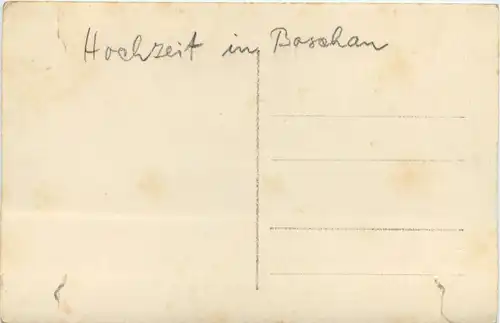 Hochzeit in Boschan